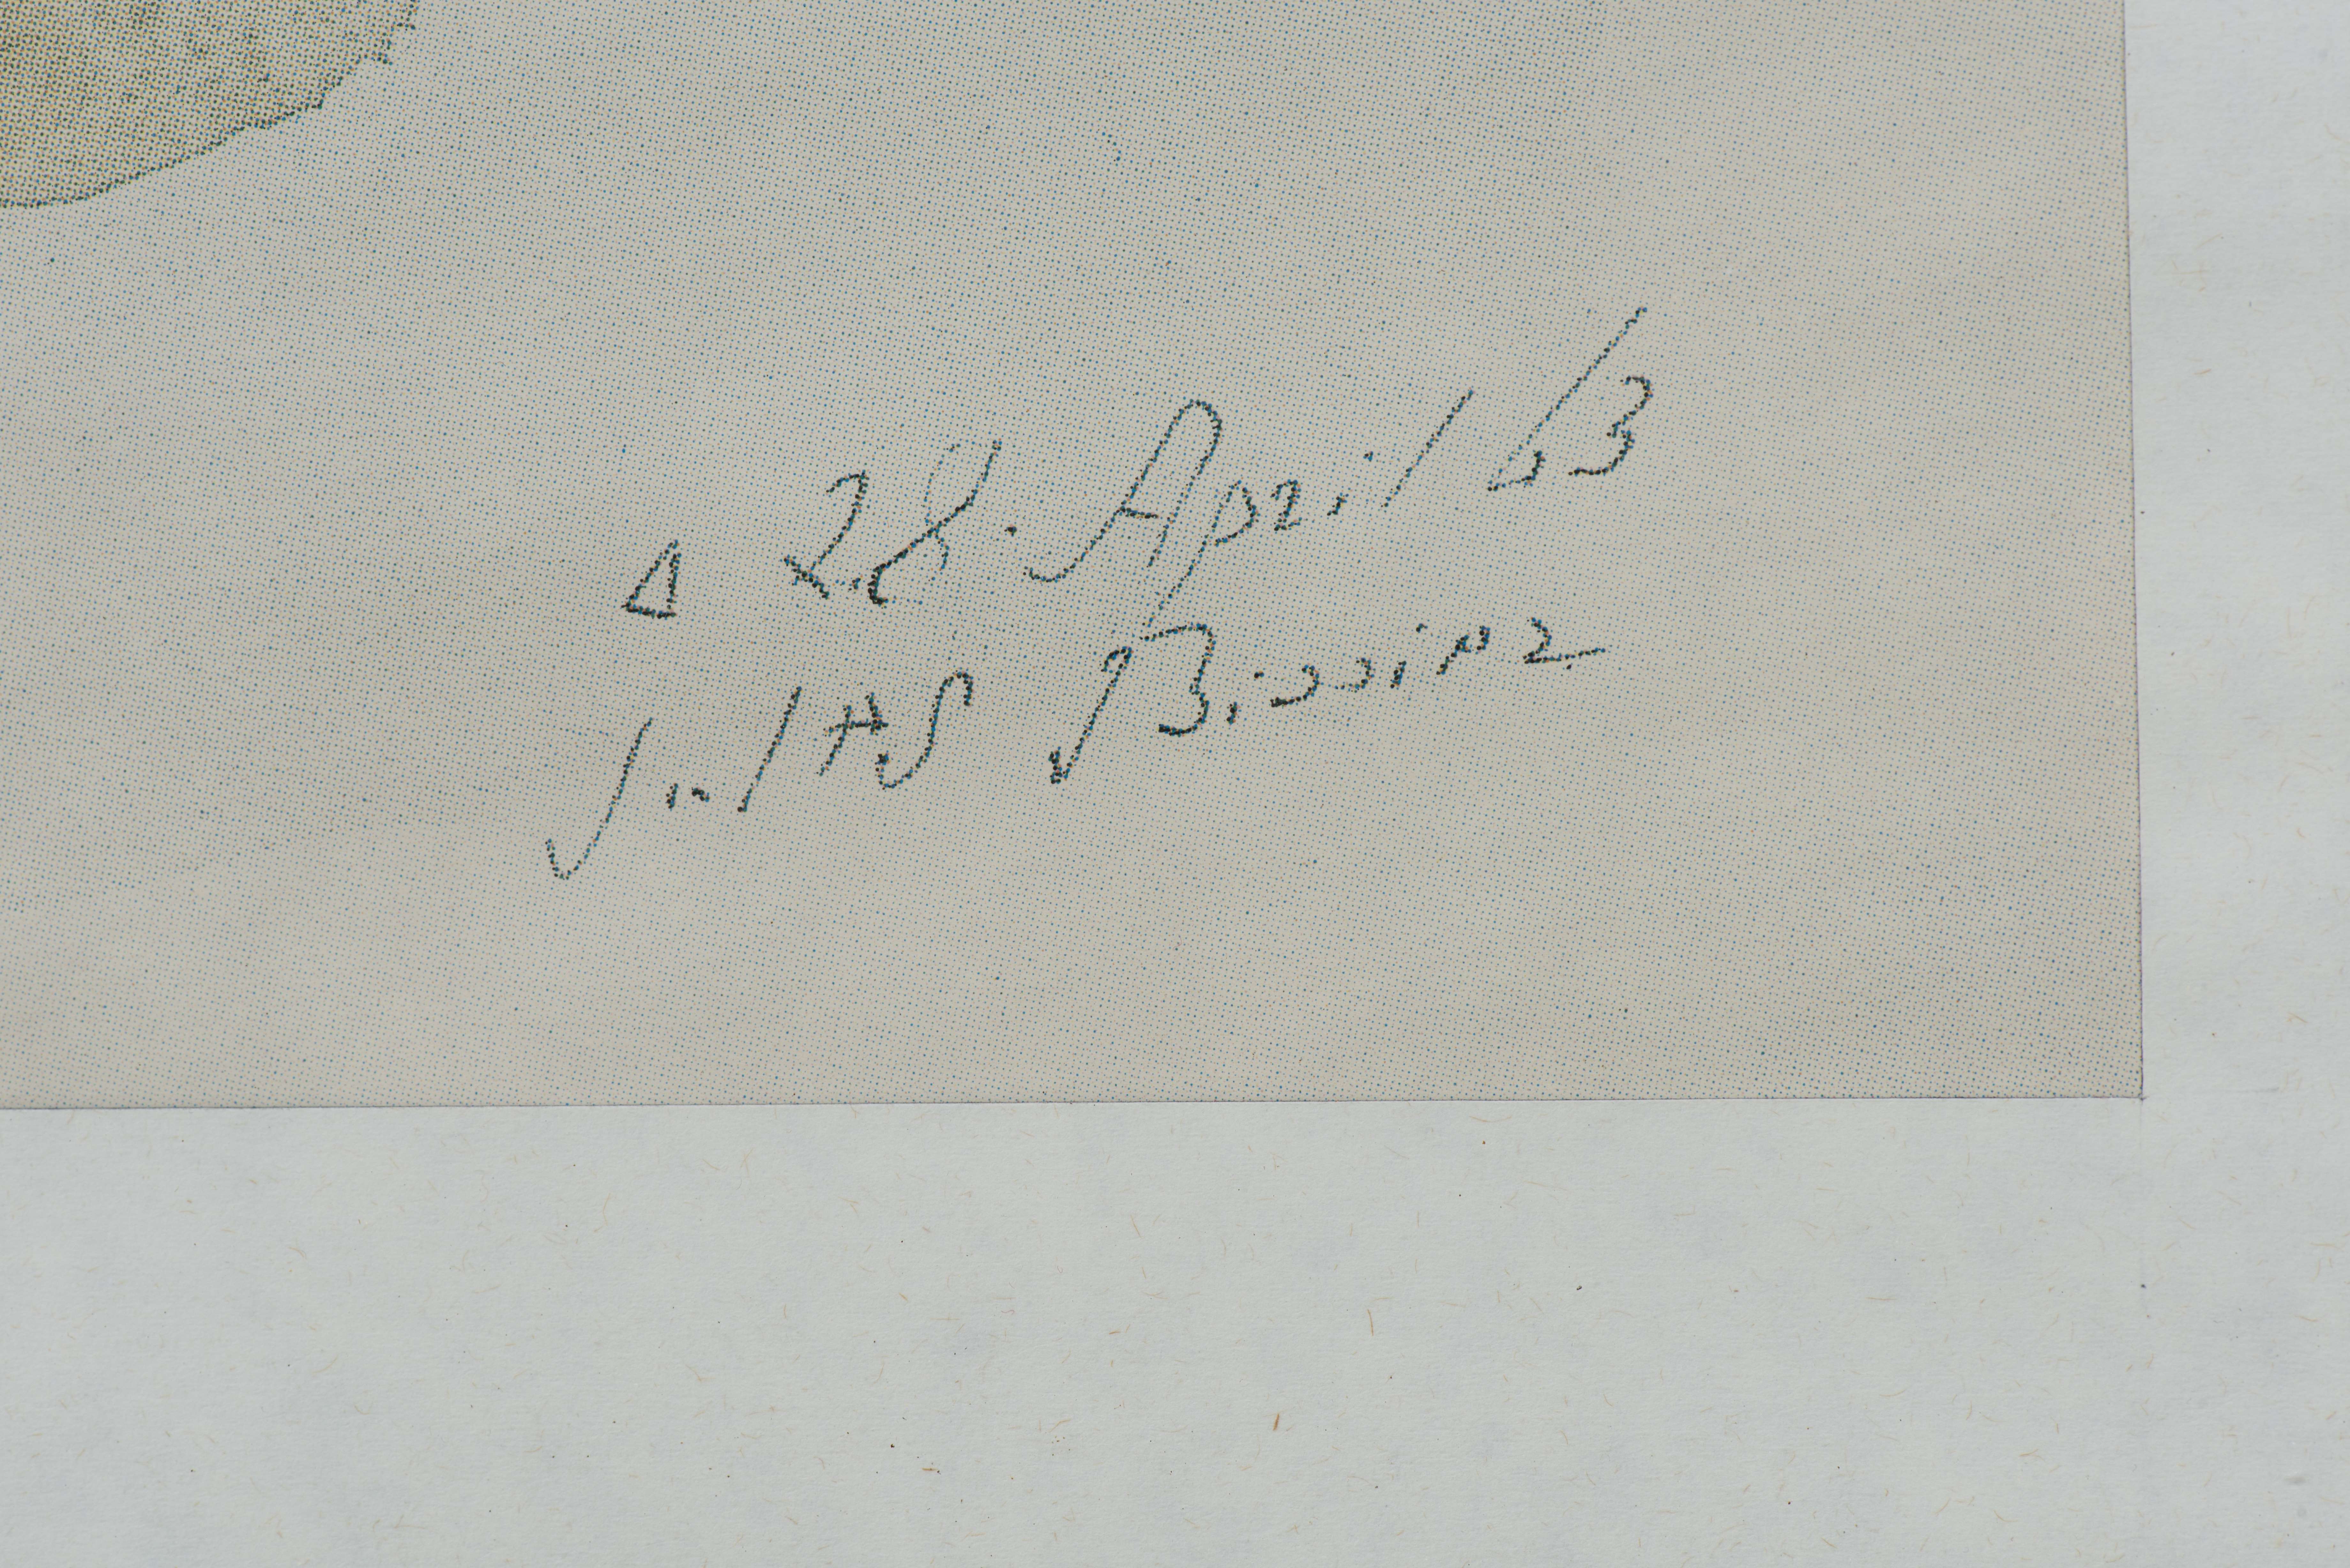 A 28. April 63
Julius Bissier